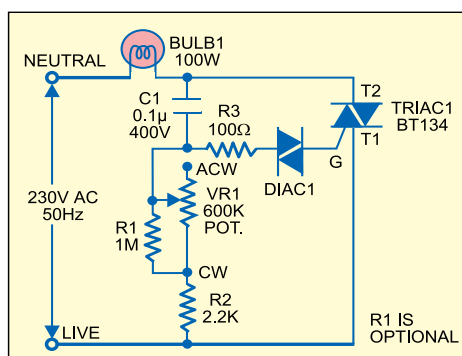 BULB1
100W
NEUTRAL
C1
0.1µ
400V
R3
100Ω
T2
TRIAC1
BT134
T1
G
DIAC1
ACW
VR1
600K
POT.
230V AC
50Hz
R1
1M
CW
R2
2.2K
LIVE
R1 IS
OPTIONAL